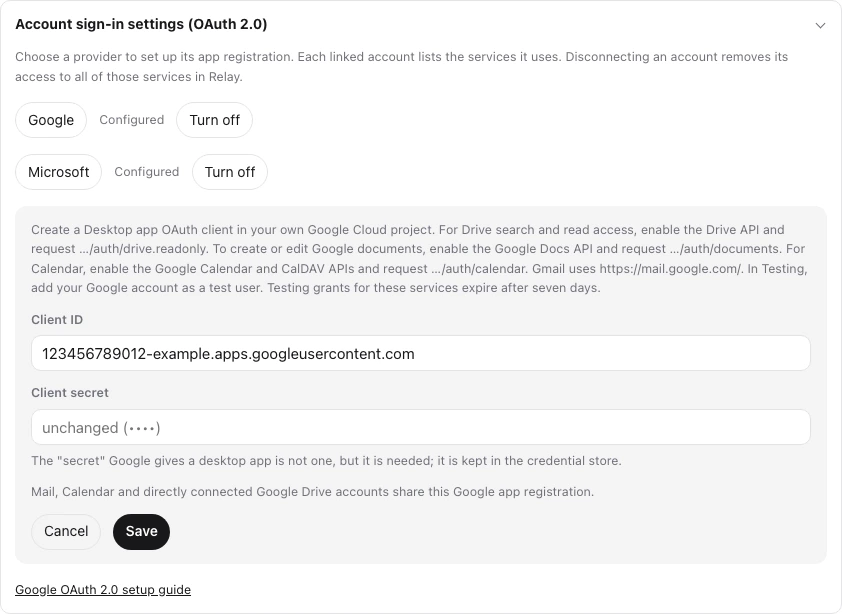 Account sign-in settings (OAuth 2.0)
Choose a provider to set up its app registration. Each linked account lists the services it uses. Disconnecting an account removes its
access to all of those services in Relay.
Google Configured Turn off
Microsoft Configured Turn off
Create a Desktop app OAuth client in your own Google Cloud project. For Drive search and read access, enable the Drive API and
request .../auth/drive.readonly. To create or edit Google documents, enable the Google Docs API and request .../auth/documents. For
Calendar, enable the Google Calendar and CalDAV APIs and request .../auth/calendar. Gmail uses https://mail.google.com/. In Testing,
add your Google account as a test user. Testing grants for these services expire after seven days.
Client ID
123456789012-example.apps.googleusercontent.com
Client secret
unchanged (••••)
The "secret" Google gives a desktop app is not one, but it is needed; it is kept in the credential store.
Mail, Calendar and directly connected Google Drive accounts share this Google app registration.
Cancel Save
Google OAuth 2.0 setup guide